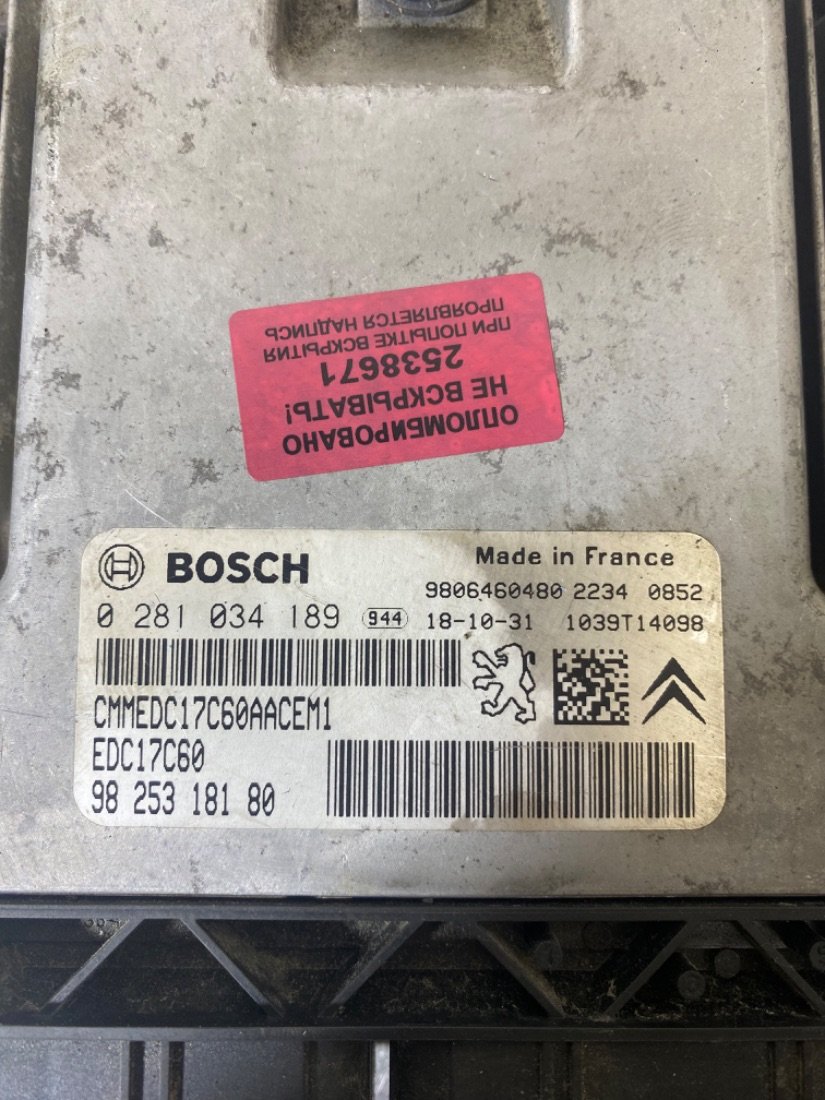 ОПЛОМБИРОВАНО
НЕ ВСКРЫВАТЬ!
2538671
ПРИ ПОПЫТКЕ ВСКРЫТИЯ
ПРОЯВЛЯЕТСЯ НАДПИСЬ
BOSCH
Made in France
9806460480 2234 0852
0 281 034 189 944 18-10-31 1039T14098
CMMEDC17C60AACEM1
EDC17C60
98 253 181 80